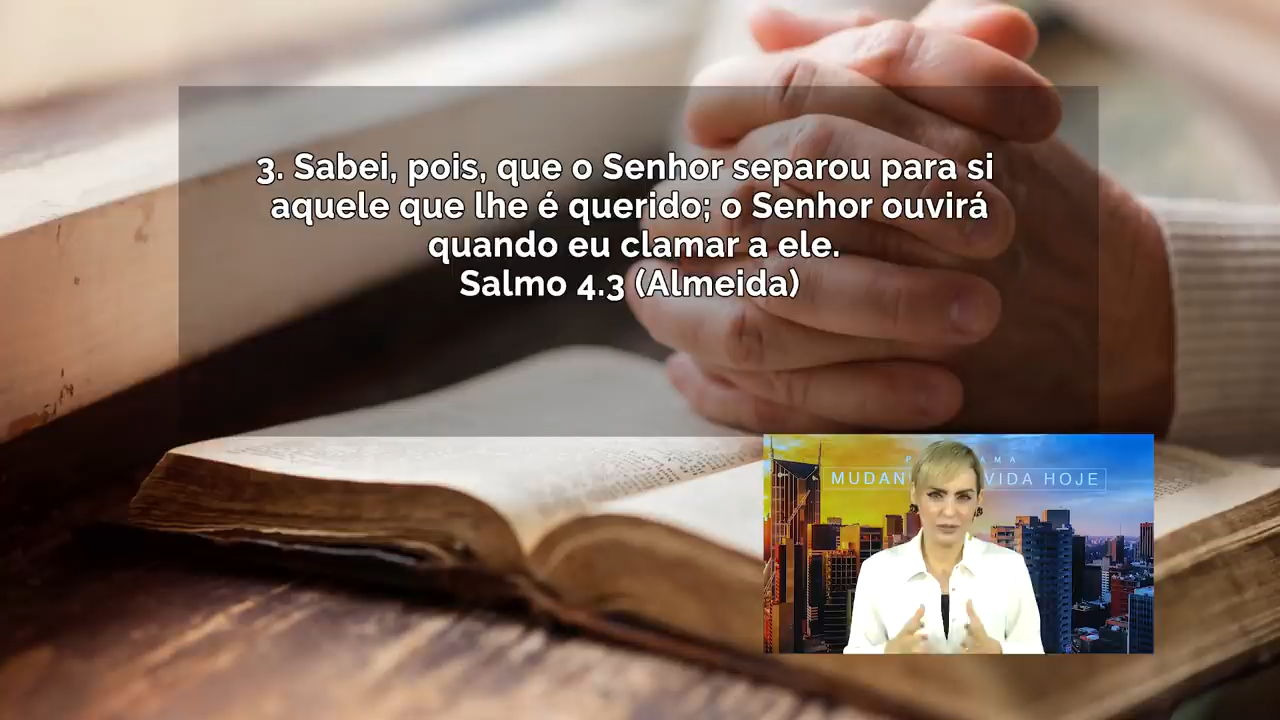 3. Sabei, pois, que o Senhor separou para si
aquele que lhe é querido; o Senhor ouvirá
quando eu clamar a ele.
Salmo 4.3 (Almeida)
VIDA HOJE